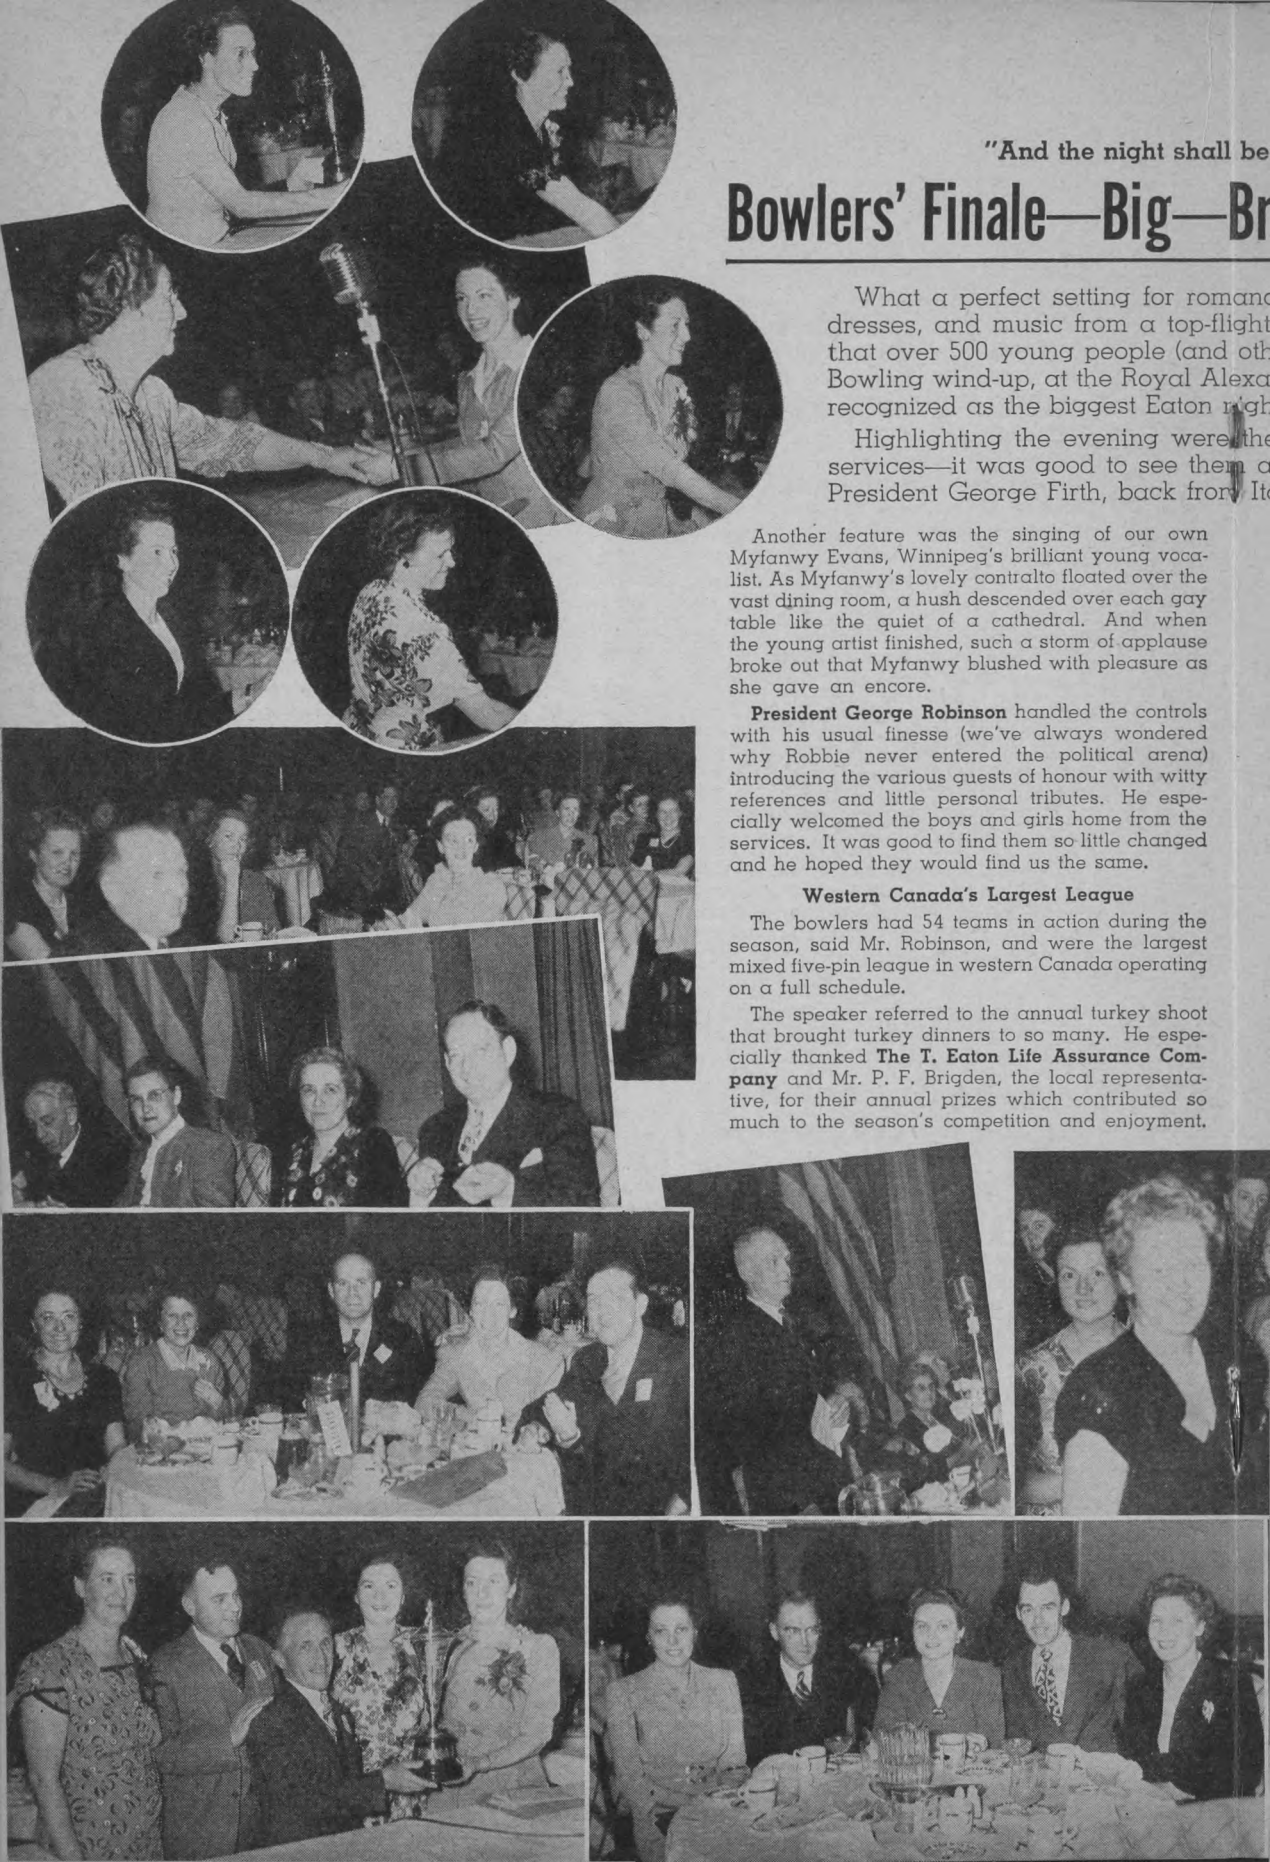 "And the night shall be
Bowlers' Finale—Big—Br
What a perfect setting for romanc
dresses, and music from a top-flight
that over 500 young people (and oth
Bowling wind-up, at the Royal Alexa
recognized as the biggest Eaton nigh
Highlighting the evening were the
services—it was good to see them a
President George Firth, back from Ita
Another feature was the singing of our own
Myfanwy Evans, Winnipeg's brilliant young voca-
list. As Myfanwy's lovely contralto floated over the
vast dining room, a hush descended over each gay
table like the quiet of a cathedral. And when
the young artist finished, such a storm of applause
broke out that Myfanwy blushed with pleasure as
she gave an encore.
President George Robinson handled the controls
with his usual finesse (we've always wondered
why Robbie never entered the political arena)
introducing the various guests of honour with witty
references and little personal tributes. He espe-
cially welcomed the boys and girls home from the
services. It was good to find them so little changed
and he hoped they would find us the same.
Western Canada's Largest League
The bowlers had 54 teams in action during the
season, said Mr. Robinson, and were the largest
mixed five-pin league in western Canada operating
on a full schedule.
The speaker referred to the annual turkey shoot
that brought turkey dinners to so many. He espe-
cially thanked The T. Eaton Life Assurance Com-
pany and Mr. P. F. Brigden, the local representa-
tive, for their annual prizes which contributed so
much to the season's competition and enjoyment.